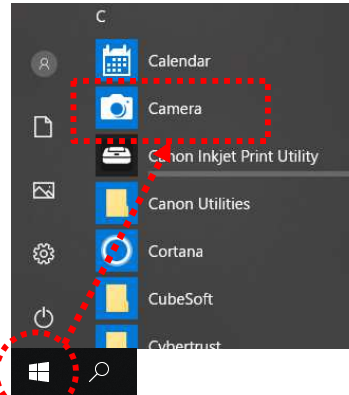 C
Calendar
Camera
Canon Inkjet Print Utility
Canon Utilities
Cortana
CubeSoft
Cybertrust